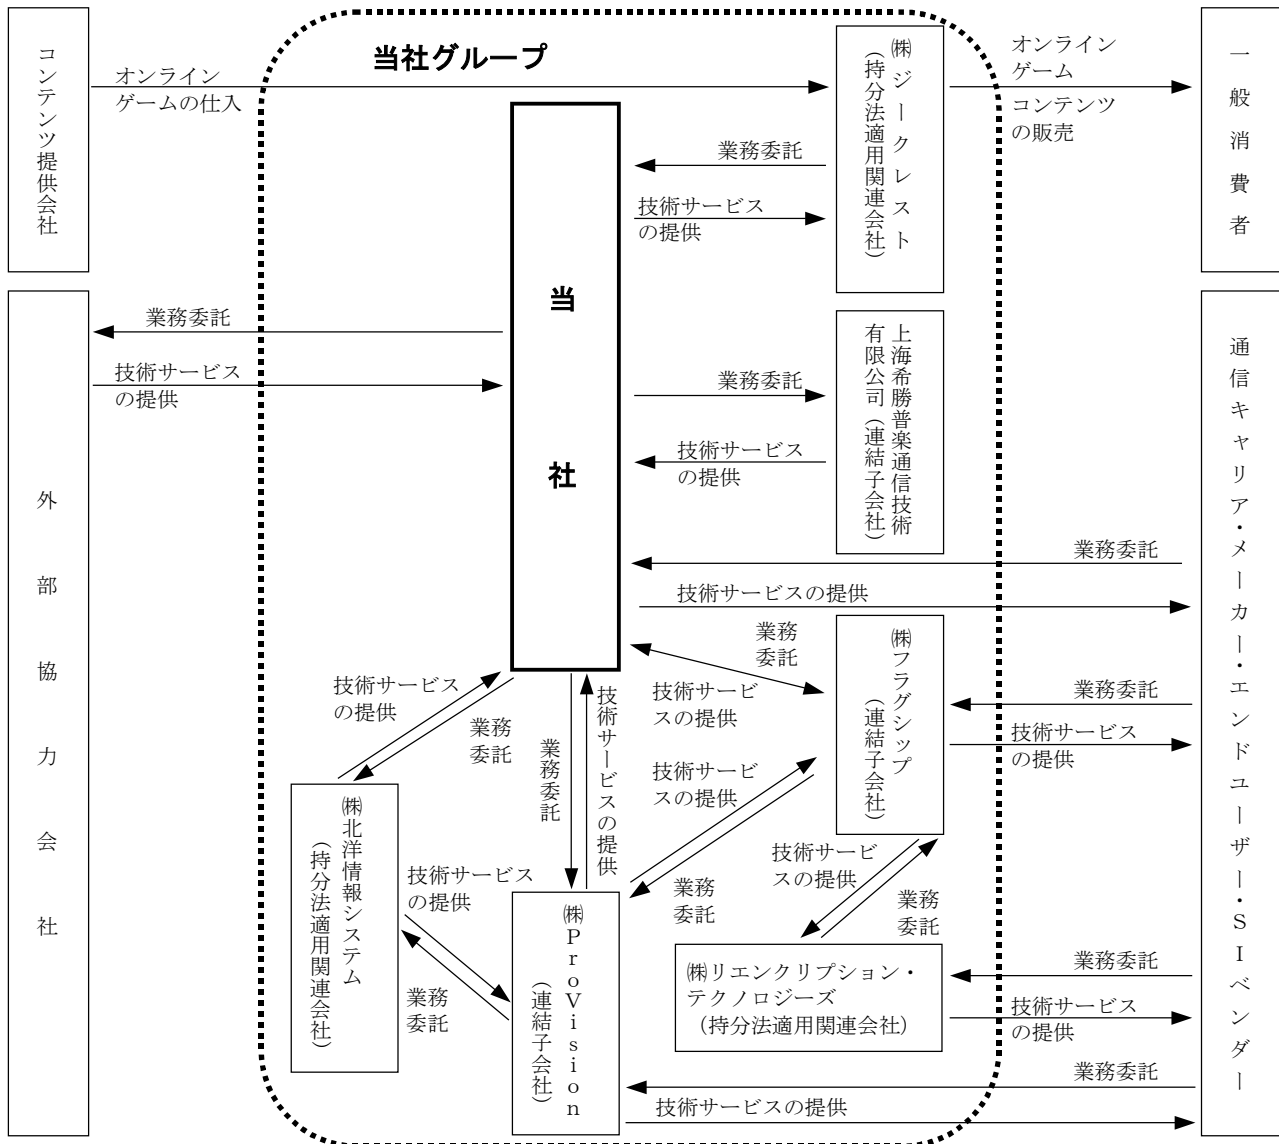 コンテンツ提供会社
オンライン
ゲームの仕入
当社グループ
㈱ジークレスト
（持分法適用関連会社）
オンライン
ゲーム
コンテンツ
の販売
一般消費者
業務委託
技術サービス
の提供
当社
外部協力会社
業務委託
技術サービス
の提供
上海希勝普楽通信技術
有限公司（連結子会社）
業務委託
技術サービス
の提供
通信キャリア・メーカー・エンドユーザー・ＳＩベンダー
業務委託
技術サービスの提供
業務
委託
技術サービ
スの提供
㈱フラグシップ
（連結子会社）
業務委託
技術サービス
の提供
技術サービス
の提供
業務
委託
業務委託
技術サービスの提供
技術サービ
スの提供
業務
委託
技術サービ
スの提供
業務
委託
㈱北洋情報システム
（持分法適用関連会社）
技術サービス
の提供
業務
委託
㈱ＰｒｏＶｉｓｉｏｎ
（連結子会社）
㈱リエンクリプション・
テクノロジーズ
（持分法適用関連会社）
業務委託
技術サービス
の提供
業務委託
技術サービスの提供